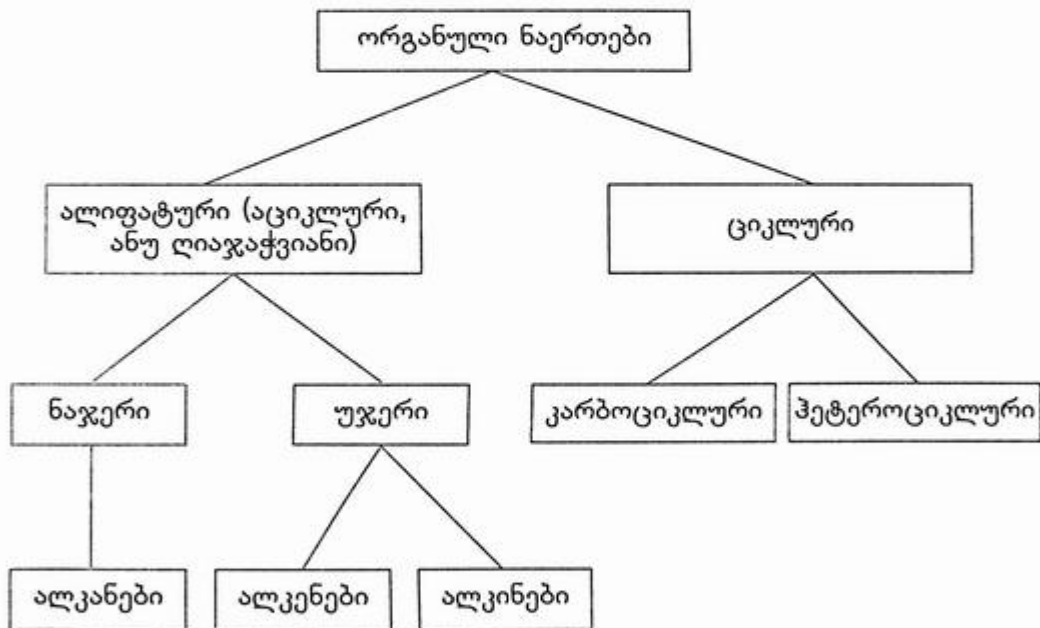 ორგანული ნაერთები
ალიფატური (აციკლური,
ანუ ღიაჯაჭვიანი)
ციკლური
ნაჯერი
უჯერი
კარბოციკლური
ჰეტეროციკლური
ალკანები
ალკენები
ალკინები